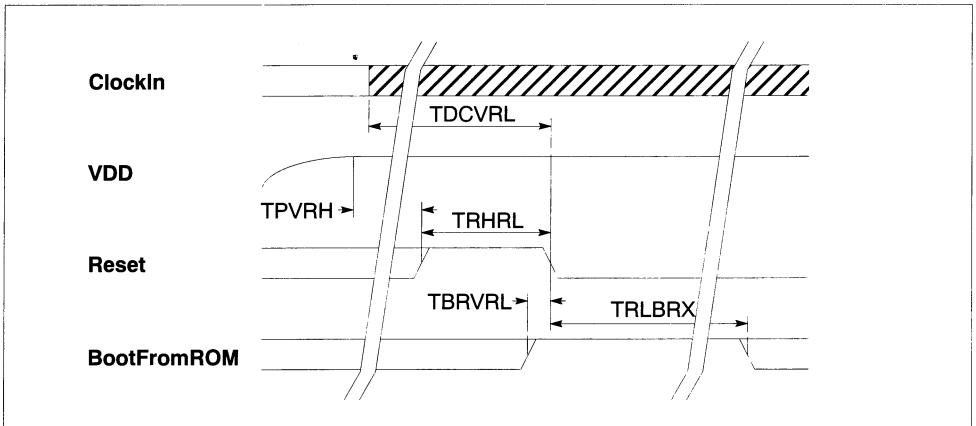 ClockIn
TDCVRL
VDD
TPVRH
TRHRL
Reset
TBRVRL
TRLBRX
BootFromROM